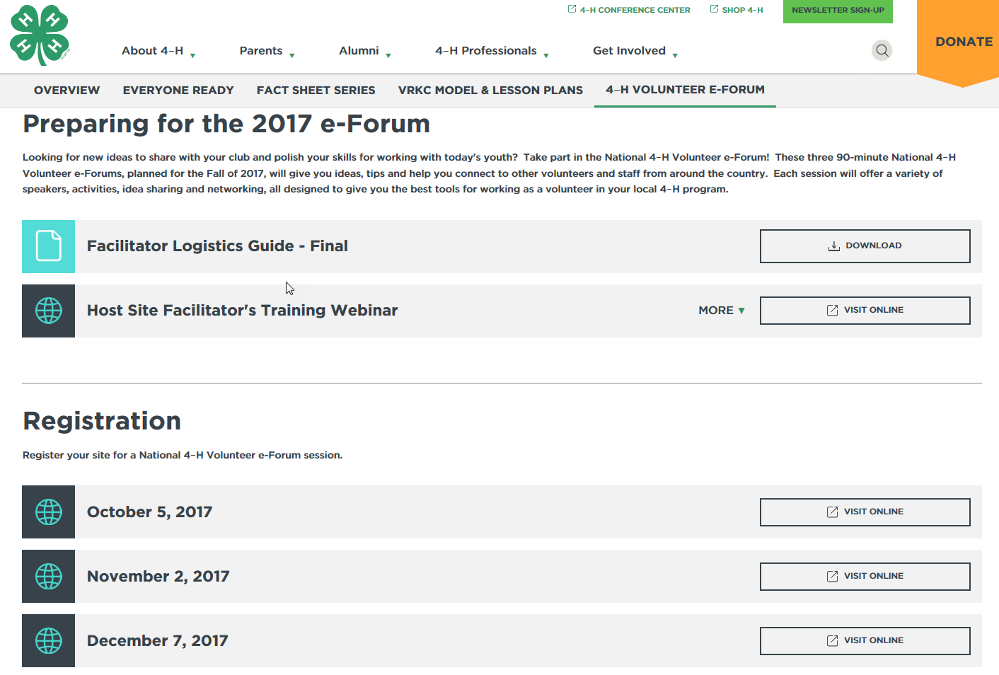 4-H CONFERENCE CENTER
SHOP 4-H
NEWSLETTER SIGN-UP
DONATE
H H
H H
About 4-H
Parents
Alumni
4-H Professionals
Get Involved
OVERVIEW
EVERYONE READY
FACT SHEET SERIES
VRKC MODEL & LESSON PLANS
4-H VOLUNTEER E-FORUM
Preparing for the 2017 e-Forum
Looking for new ideas to share with your club and polish your skills for working with today's youth?  Take part in the National 4-H Volunteer e-Forum!  These three 90-minute National 4-H
Volunteer e-Forums, planned for the Fall of 2017, will give you ideas, tips and help you connect to other volunteers and staff from around the country.  Each session will offer a variety of
speakers, activities, idea sharing and networking, all designed to give you the best tools for working as a volunteer in your local 4-H program.
Facilitator Logistics Guide - Final
DOWNLOAD
Host Site Facilitator's Training Webinar
MORE
VISIT ONLINE
Registration
Register your site for a National 4-H Volunteer e-Forum session.
October 5, 2017
VISIT ONLINE
November 2, 2017
VISIT ONLINE
December 7, 2017
VISIT ONLINE